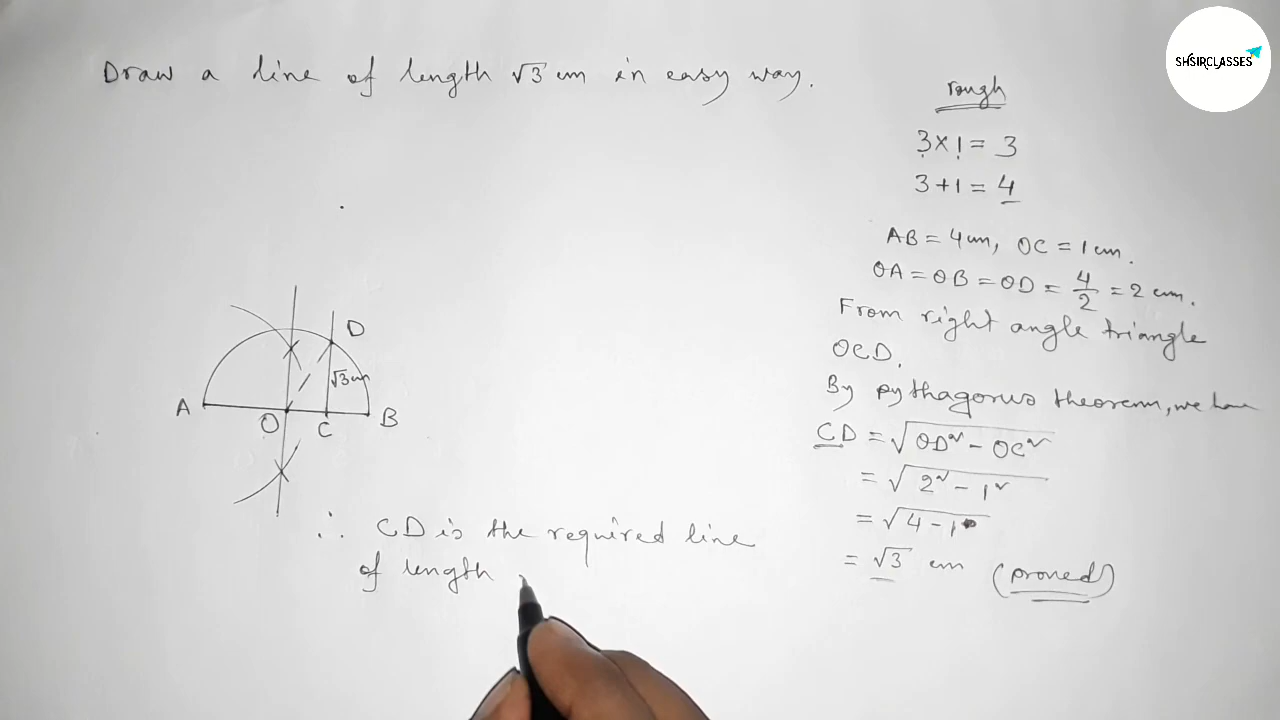 Draw a line of length √3 cm in easy way.
SHSIRCLASSES
rough
3×1 = 3
3+1 = 4
AB = 4cm, OC = 1cm.
OA = OB = OD = 4/2 = 2 cm.
From right angle triangle
OCD.
By pythagorus theorem, we have
CD = √OD² - OC²
= √2² - 1²
= √4 - 1
= √3 cm (proved)
D
√3cm
A
O
C
B
∴ CD is the required line
of length